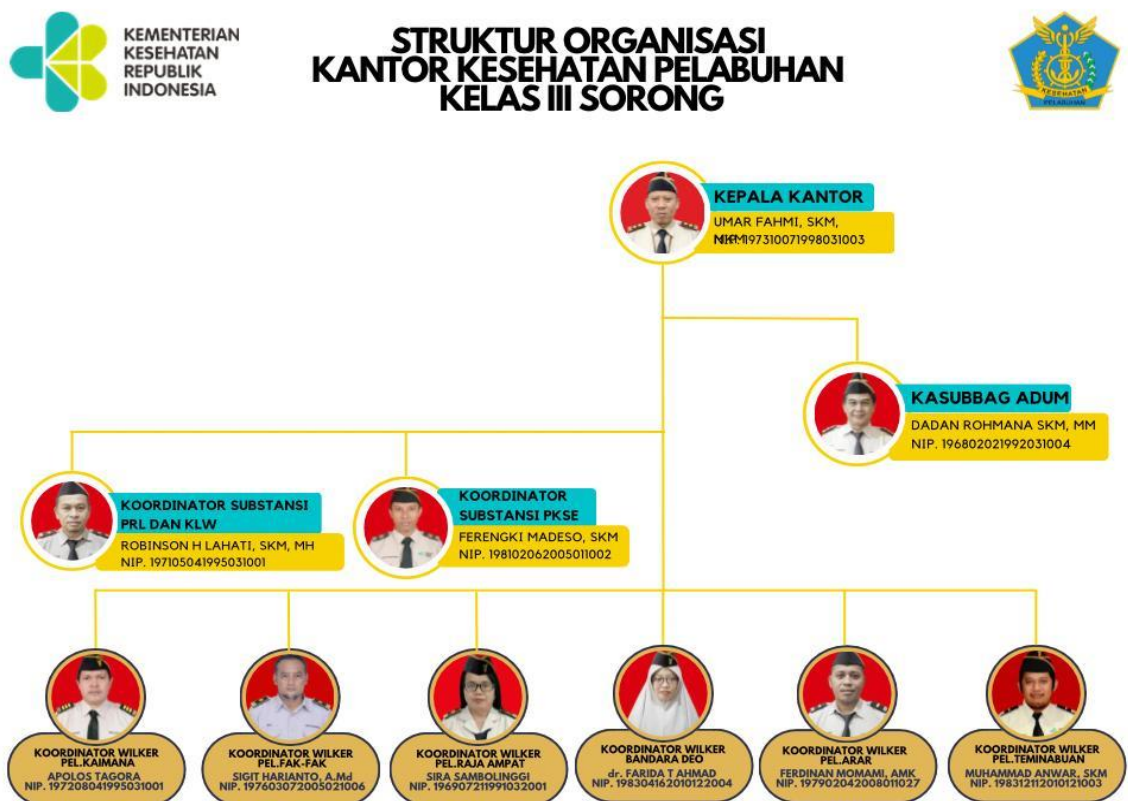 KEMENTERIAN
KESEHATAN
REPUBLIK
INDONESIA
STRUKTUR ORGANISASI
KANTOR KESEHATAN PELABUHAN
KELAS III SORONG
KESEHATAN
PELABUHAN
KEPALA KANTOR
UMAR FAHMI, SKM,
MKM
NIP. 197310071998031003
KASUBBAG ADUM
DADAN ROHMANA SKM, MM
NIP. 196802021992031004
KOORDINATOR SUBSTANSI
PRL DAN KLW
ROBINSON H LAHATI, SKM, MH
NIP. 197105041995031001
KOORDINATOR
SUBSTANSI PKSE
FERENGKI MADESO, SKM
NIP. 198102062005011002
KOORDINATOR WILKER
PEL.KAIMANA
APOLOS TAGORA
NIP. 197208041995031001
KOORDINATOR WILKER
PEL.FAK-FAK
SIGIT HARIANTO, A.Md
NIP. 197603072005021006
KOORDINATOR WILKER
PEL.RAJA AMPAT
SIRA SAMBOLINGGI
NIP. 196907211991032001
KOORDINATOR WILKER
BANDARA DEO
dr. FARIDA T AHMAD
NIP. 198304162010122004
KOORDINATOR WILKER
PEL.ARAR
FERDINAN MOMAMI, AMK
NIP. 197902042008011027
KOORDINATOR WILKER
PEL.TEMINABUAN
MUHAMMAD ANWAR, SKM
NIP. 198312112010121003